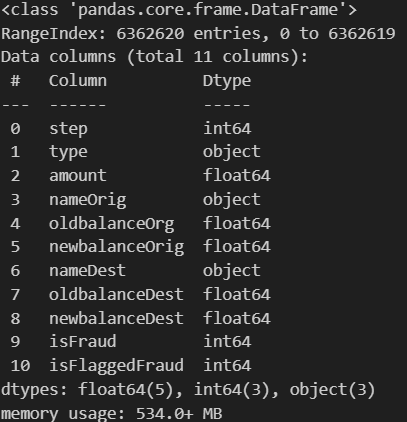 <class 'pandas.core.frame.DataFrame'>
RangeIndex: 6362620 entries, 0 to 6362619
Data columns (total 11 columns):
 #   Column          Dtype
---  ------          -----
 0   step            int64
 1   type            object
 2   amount          float64
 3   nameOrig        object
 4   oldbalanceOrg   float64
 5   newbalanceOrig  float64
 6   nameDest        object
 7   oldbalanceDest  float64
 8   newbalanceDest  float64
 9   isFraud         int64
 10  isFlaggedFraud  int64
dtypes: float64(5), int64(3), object(3)
memory usage: 534.0+ MB